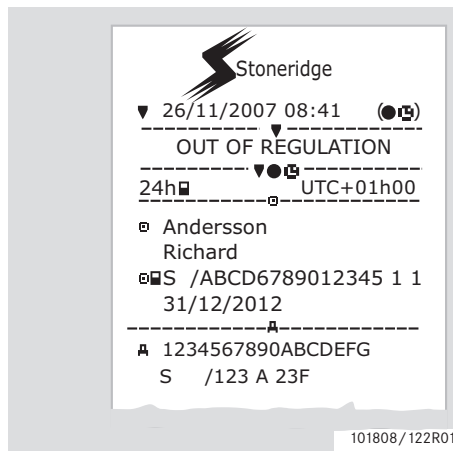 Stoneridge
26/11/2007 08:41 (●)
OUT OF REGULATION
24h UTC+01h00
Andersson
Richard
S /ABCD6789012345 1 1
31/12/2012
1234567890ABCDEFG
S /123 A 23F
101808/122R01